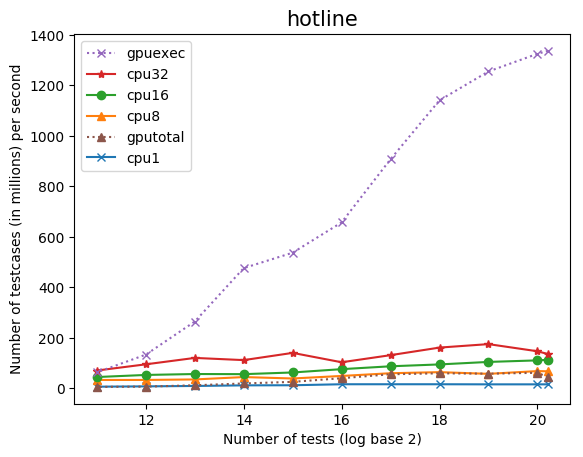 hotline
Number of testcases (in millions) per second
1400
1200
1000
800
600
400
200
0
gpuexec
cpu32
cpu16
cpu8
gputotal
cpu1
12 14 16 18 20
Number of tests (log base 2)